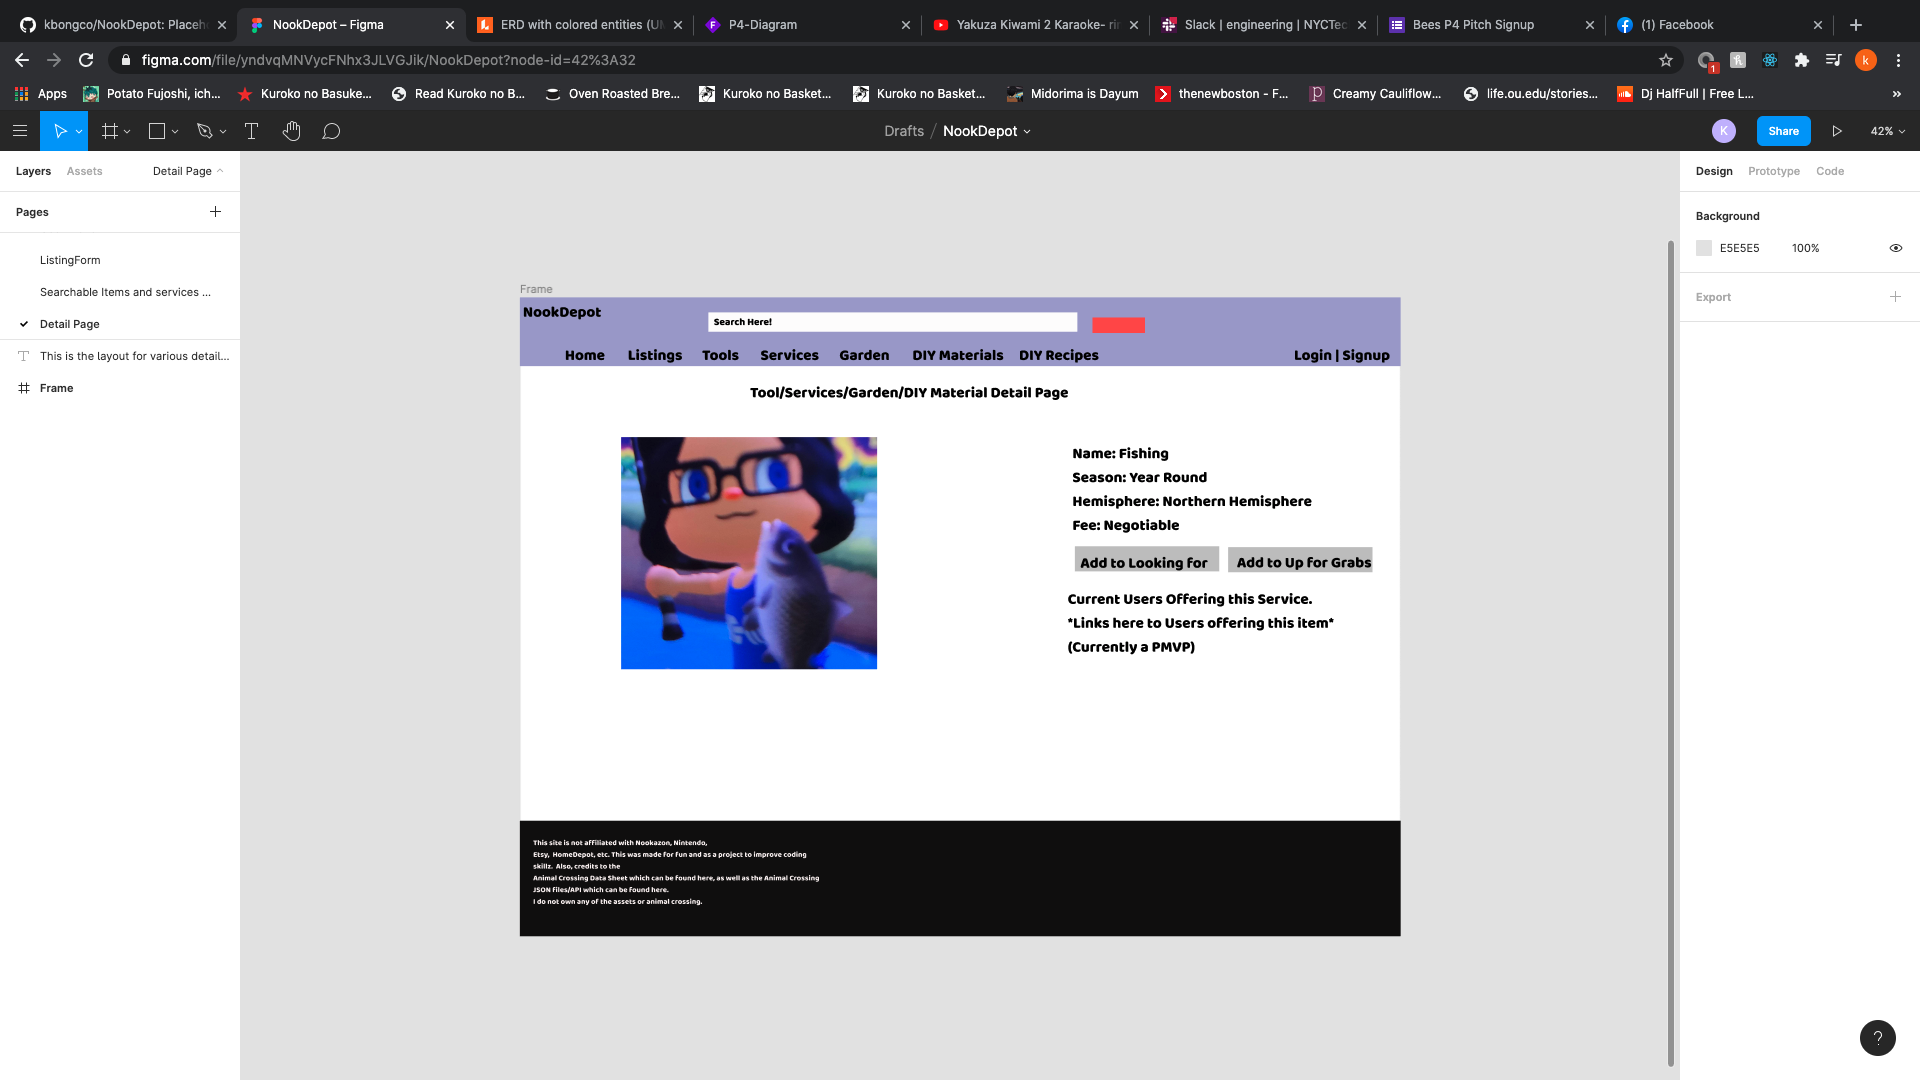 kbongco/NookDepot: Placeh
NookDepot – Figma
ERD with colored entities (UM
P4-Diagram
Yakuza Kiwami 2 Karaoke- rin
Slack | engineering | NYCTec
Bees P4 Pitch Signup
(1) Facebook
figma.com/file/yndvqMNVycFNhx3JLVGJik/NookDepot?node-id=42%3A32
1
k
Apps
Potato Fujoshi, ich...
Kuroko no Basuke...
Read Kuroko no B...
Oven Roasted Bre...
Kuroko no Basket...
Kuroko no Basket...
Midorima is Dayum
thenewboston - F...
Creamy Cauliflow...
life.ou.edu/stories...
Dj HalfFull | Free L...
»
Drafts / NookDepot
K
Share
42%
Layers
Assets
Detail Page
Pages
ListingForm
Searchable Items and services ...
Detail Page
This is the layout for various detail...
Frame
Design
Prototype
Code
Background
E5E5E5
100%
Export
Frame
NookDepot
Search Here!
Home
Listings
Tools
Services
Garden
DIY Materials
DIY Recipes
Login | Signup
Tool/Services/Garden/DIY Material Detail Page
Name: Fishing
Season: Year Round
Hemisphere: Northern Hemisphere
Fee: Negotiable
Add to Looking for
Add to Up for Grabs
Current Users Offering this Service.
*Links here to Users offering this item*
(Currently a PMVP)
This site is not affiliated with Nookazon, Nintendo,
Etsy, HomeDepot, etc. This was made for fun and as a project to improve coding
skillz. Also, credits to the
Animal Crossing Data Sheet which can be found here, as well as the Animal Crossing
JSON files/API which can be found here.
I do not own any of the assets or animal crossing.
?